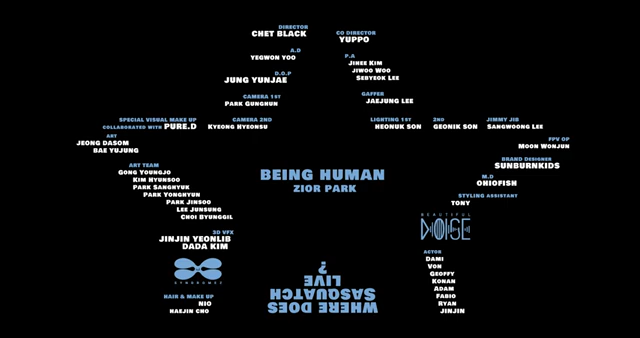 DIRECTOR
CHET BLACK
CO DIRECTOR
YUPPO
A.D
YEGWON YOO
P.A
JIHEE KIM
JIWOO WOO
SEBYEOK LEE
D.O.P
JUNG YUNJAE
CAMERA 1ST
PARK GUNGHUN
GAFFER
JAEJUNG LEE
SPECIAL VISUAL MAKE UP
COLLABORATED WITH PURE.D
CAMERA 2ND
KYEONG HYEONSU
LIGHTING 1ST
HEONUK SON
2ND
GEONIK SON
JIMMY JIB
SANGWOONG LEE
ART
JEONG DASOM
BAE YUJUNG
FPV OP
MOON WONJUN
BRAND DESIGNER
SUNBURNKIDS
ART TEAM
GONG YOUNGJO
KIM HYUNSOO
PARK SANGHYUK
PARK YONGHYUN
PARK JINSOO
LEE JUNSUNG
CHOI BYUNGGIL
BEING HUMAN
ZIOR PARK
M.D
OHIOFISH
STYLING ASSISTANT
TONY
3D VFX
JINJIN YEONLIB
DADA KIM
BEAUTIFUL
NOISE
SYNDROMEZ
HAIR & MAKE UP
NIO
HAEJIN CHO
WHERE DOES
SASQUATCH
LIVE
?
ACTOR
DAMI
VON
GEOFFY
KONAN
ADAM
FABIO
RYAN
JINJIN